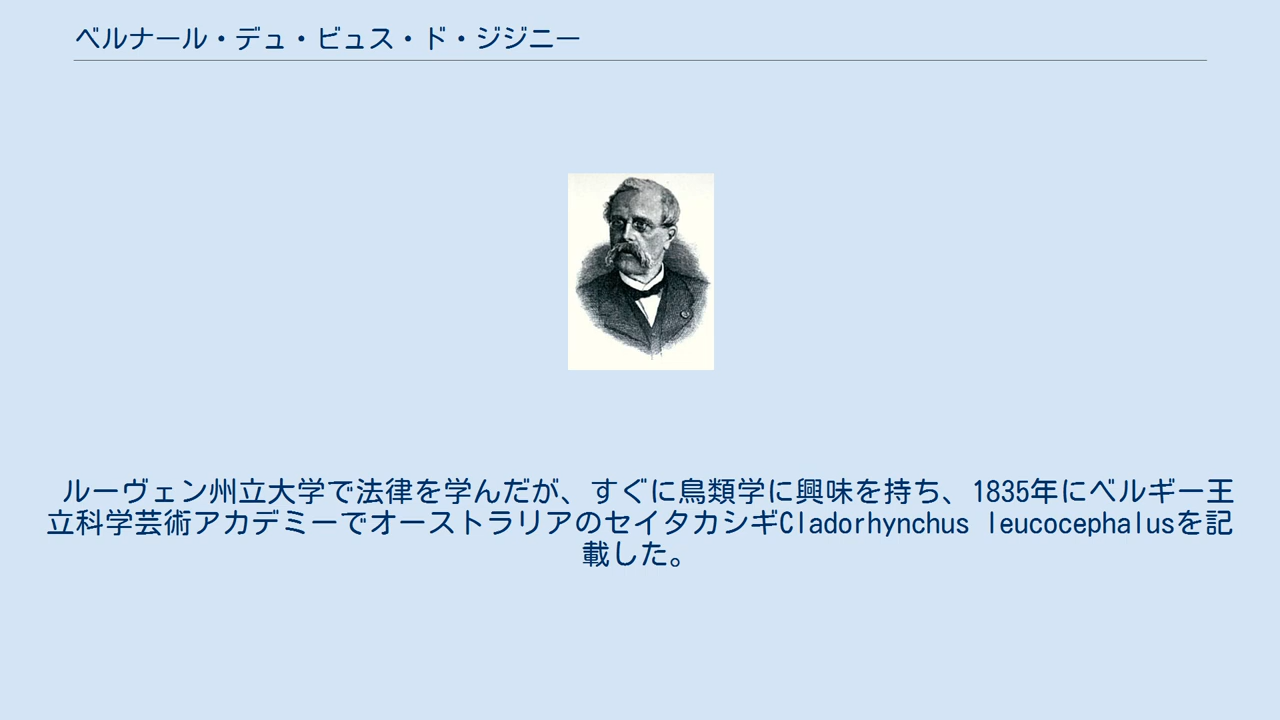 ベルナール・デュ・ビュス・ド・ジジニー
ルーヴェン州立大学で法律を学んだが、すぐに鳥類学に興味を持ち、1835年にベルギー王
立科学芸術アカデミーでオーストラリアのセイタカシギCladorhynchus leucocephalusを記
載した。